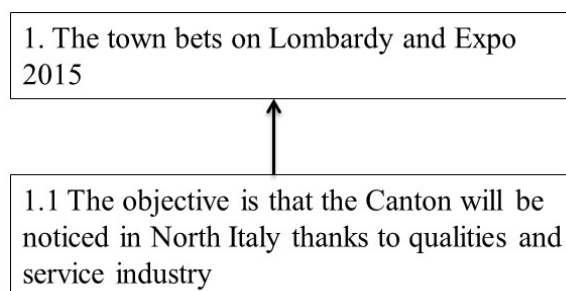 1. The town bets on Lombardy and Expo
2015
1.1 The objective is that the Canton will be
noticed in North Italy thanks to qualities and
service industry